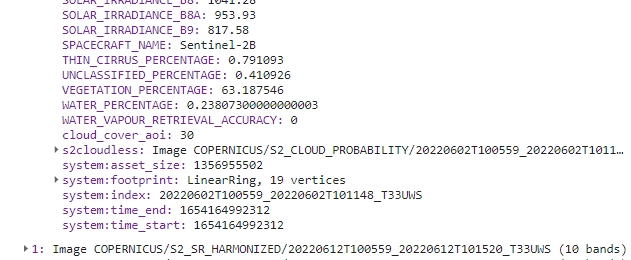 SOLAR_IRRADIANCE_B8: 1041.28
SOLAR_IRRADIANCE_B8A: 953.93
SOLAR_IRRADIANCE_B9: 817.58
SPACECRAFT_NAME: Sentinel-2B
THIN_CIRRUS_PERCENTAGE: 0.791093
UNCLASSIFIED_PERCENTAGE: 0.410926
VEGETATION_PERCENTAGE: 63.187546
WATER_PERCENTAGE: 0.23807300000000003
WATER_VAPOUR_RETRIEVAL_ACCURACY: 0
cloud_cover_aoi: 30
s2cloudless: Image COPERNICUS/S2_CLOUD_PROBABILITY/20220602T100559_20220602T1011…
system:asset_size: 1356955502
system:footprint: LinearRing, 19 vertices
system:index: 20220602T100559_20220602T101148_T33UWS
system:time_end: 1654164992312
system:time_start: 1654164992312
1: Image COPERNICUS/S2_SR_HARMONIZED/20220612T100559_20220612T101520_T33UWS (10 bands)